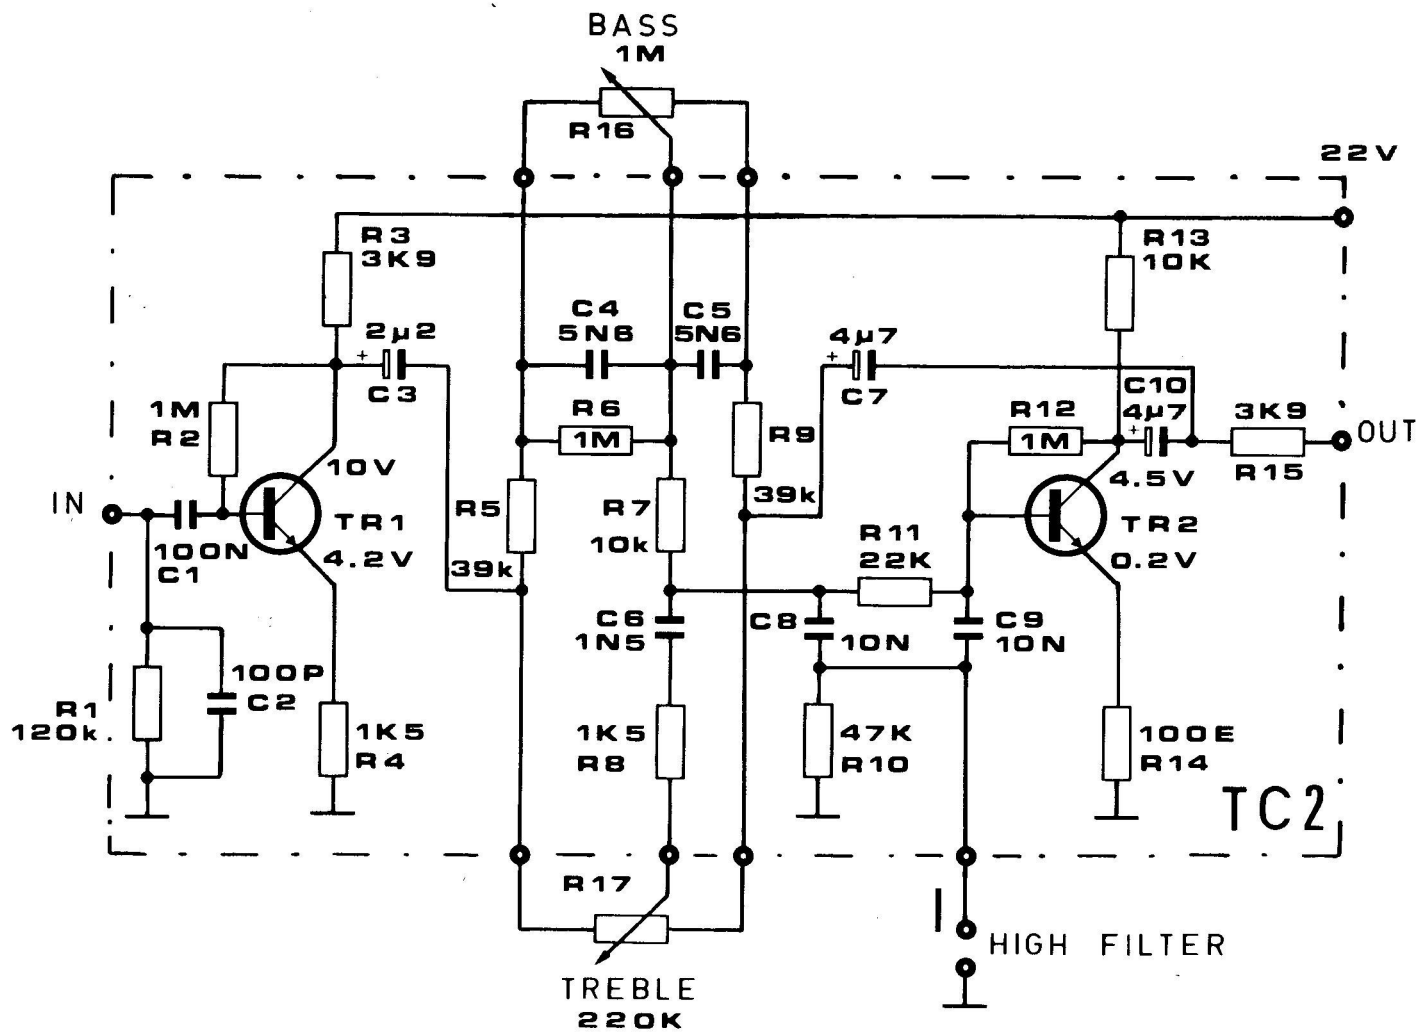 BASS
1M
R16
22V
R3
3K9
R13
10K
C4
5N6
C5
5N6
2µ2
+
C3
4µ7
+
C7
1M
R2
R6
1M
R9
39k
R12
1M
C10
4µ7
+
3K9
R15
OUT
10V
4.5V
IN
TR1
R5
39k
R7
10k
R11
22K
TR2
100N
C1
4.2V
0.2V
C6
1N5
C8
10N
C9
10N
100P
C2
R1
120k
1K5
R4
1K5
R8
47K
R10
100E
R14
TC2
R17
HIGH FILTER
TREBLE
220K